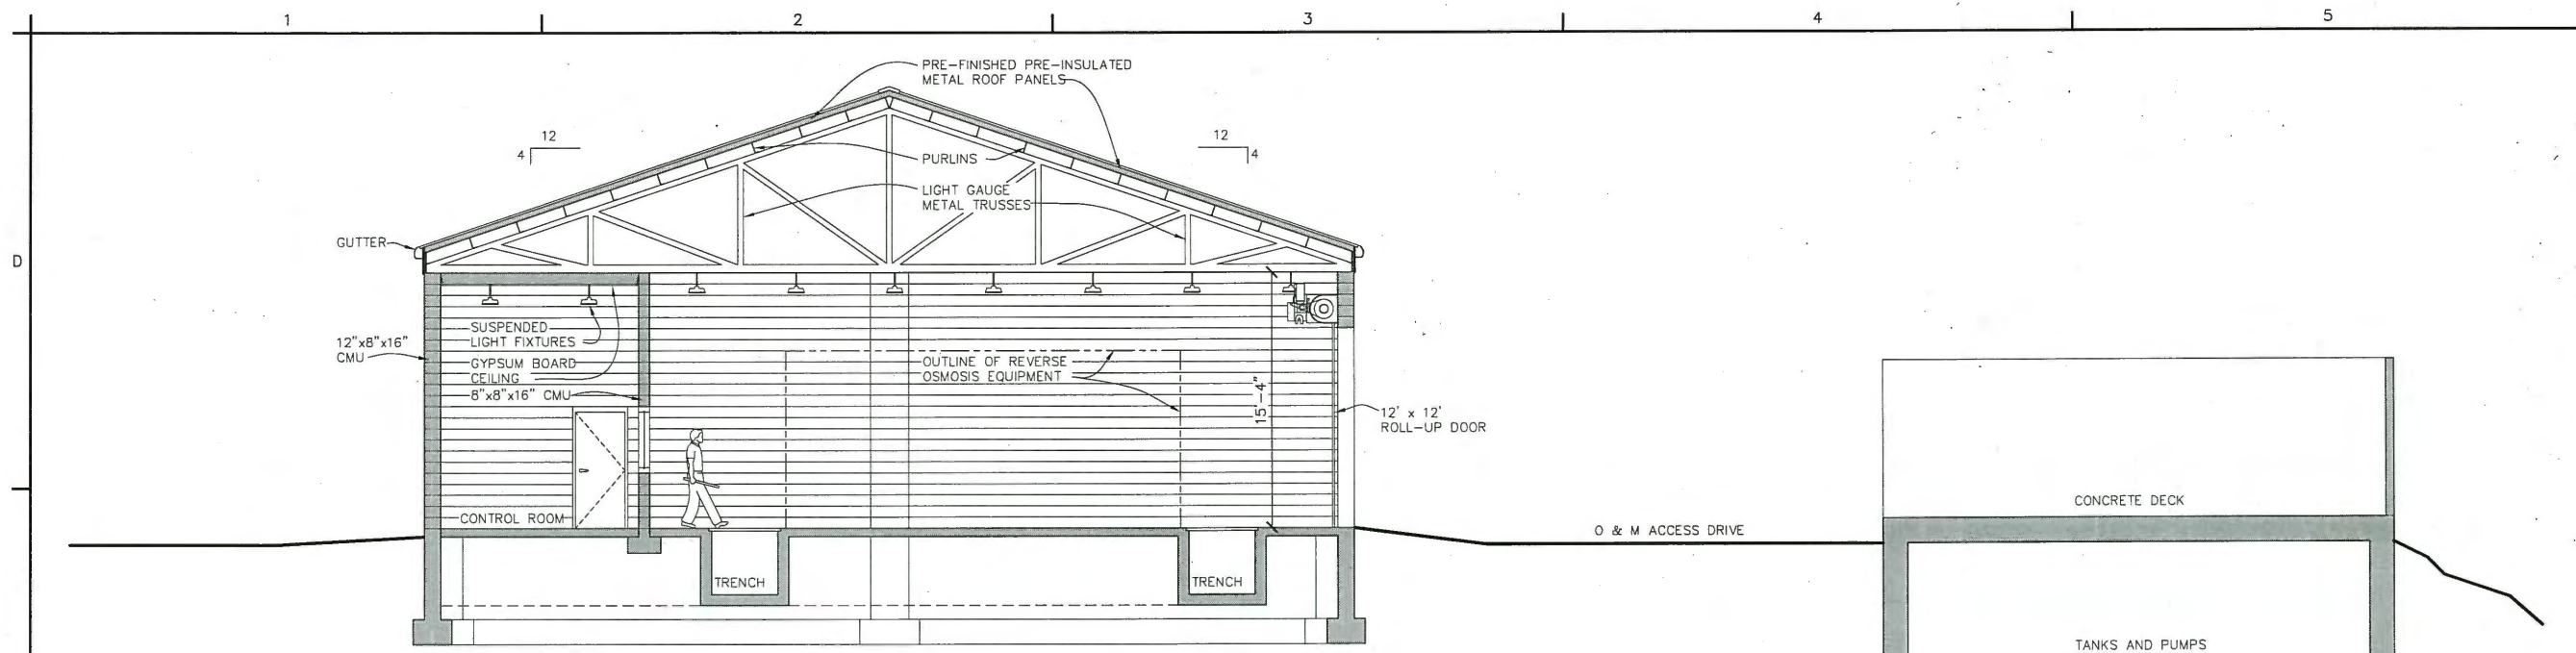 1 2 3 4 5
PRE-FINISHED PRE-INSULATED
METAL ROOF PANELS
12
4
12
4
PURLINS
LIGHT GAUGE
METAL TRUSSES
GUTTER
D
SUSPENDED
LIGHT FIXTURES
12"x8"x16"
CMU
GYPSUM BOARD
CEILING
OUTLINE OF REVERSE
OSMOSIS EQUIPMENT
8"x8"x16" CMU
15'-4"
12' x 12'
ROLL-UP DOOR
CONCRETE DECK
CONTROL ROOM
O & M ACCESS DRIVE
TRENCH
TRENCH
TANKS AND PUMPS